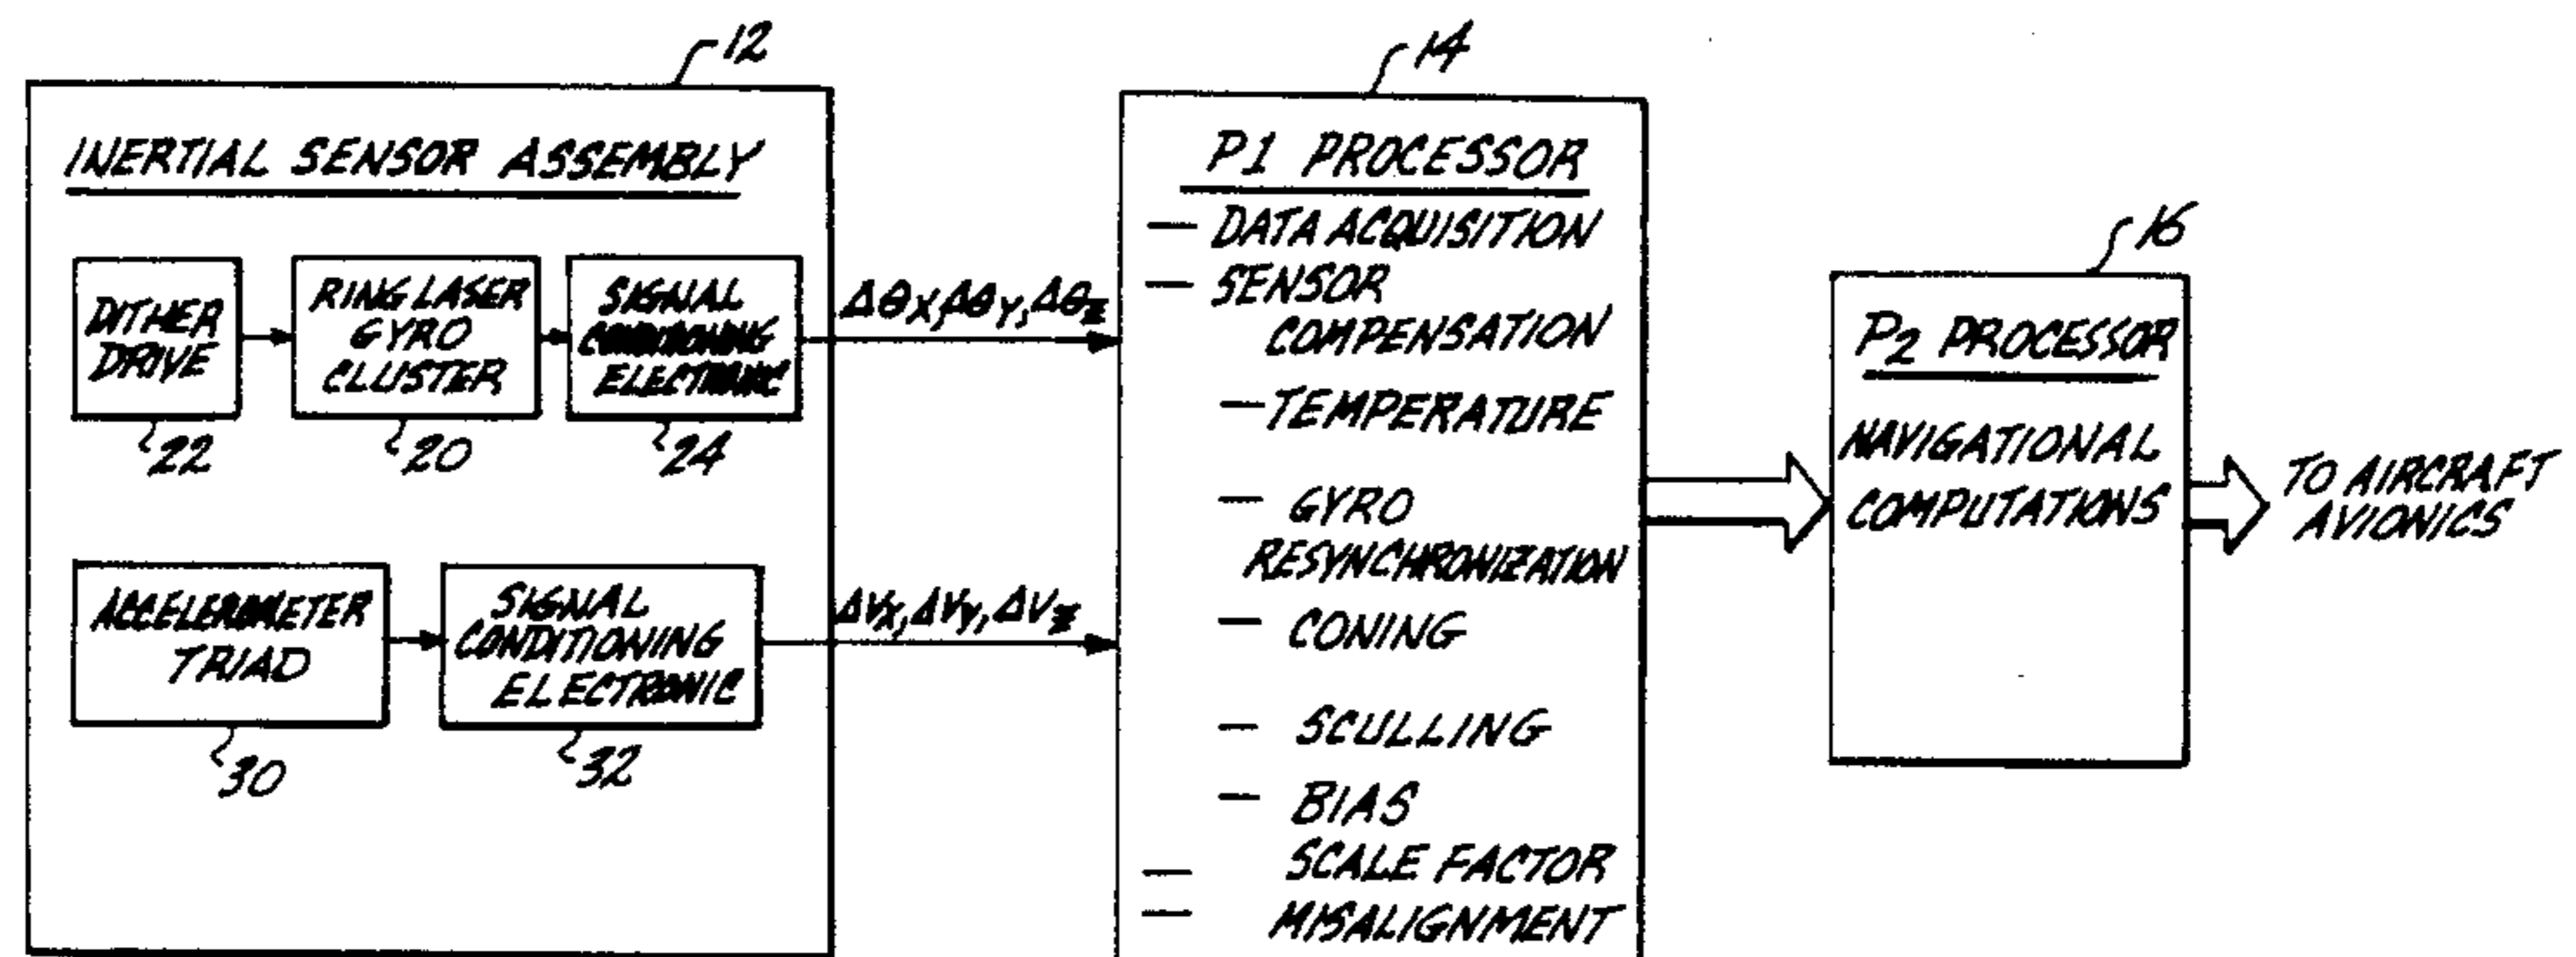 12
INERTIAL SENSOR ASSEMBLY
DITHER
DRIVE
22
RING LASER
GYRO
CLUSTER
20
SIGNAL
CONDITIONING
ELECTRONIC
24
ΔθX, ΔθY, ΔθZ
ACCELEROMETER
TRIAD
30
SIGNAL
CONDITIONING
ELECTRONIC
32
ΔVX, ΔVY, ΔVZ
14
P1 PROCESSOR
— DATA ACQUISITION
— SENSOR
COMPENSATION
— TEMPERATURE
— GYRO
RESYNCHRONIZATION
— CONING
— SCULLING
— BIAS
— SCALE FACTOR
— MISALIGNMENT
16
P2 PROCESSOR
NAVIGATIONAL
COMPUTATIONS
TO AIRCRAFT
AVIONICS